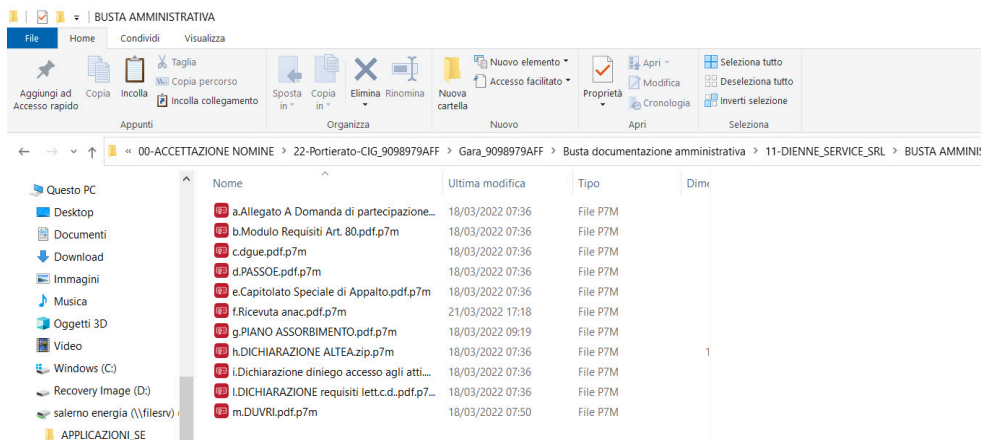 BUSTA AMMINISTRATIVA
File Home Condividi Visualizza
Aggiungi ad Accesso rapido
Copia
Incolla
Taglia
Copia percorso
Incolla collegamento
Appunti
Sposta in
Copia in
Elimina
Rinomina
Organizza
Nuova cartella
Nuovo elemento
Accesso facilitato
Nuovo
Proprietà
Apri
Modifica
Cronologia
Apri
Seleziona tutto
Deseleziona tutto
Inverti selezione
Seleziona
« 00-ACCETTAZIONE NOMINE > 22-Portierato-CIG_9098979AFF > Gara_9098979AFF > Busta documentazione amministrativa > 11-DIENNE_SERVICE_SRL > BUSTA AMMINIS
Questo PC
Desktop
Documenti
Download
Immagini
Musica
Oggetti 3D
Video
Windows (C:)
Recovery Image (D:)
salerno energia (\\filesrv)
APPLICAZIONI_SE
Nome Ultima modifica Tipo Dime
a.Allegato A Domanda di partecipazione... 18/03/2022 07:36 File P7M
b.Modulo Requisiti Art. 80.pdf.p7m 18/03/2022 07:36 File P7M
c.dgue.pdf.p7m 18/03/2022 07:36 File P7M
d.PASSOE.pdf.p7m 18/03/2022 07:36 File P7M
e.Capitolato Speciale di Appalto.pdf.p7m 18/03/2022 07:36 File P7M
f.Ricevuta anac.pdf.p7m 21/03/2022 17:18 File P7M
g.PIANO ASSORBIMENTO.pdf.p7m 18/03/2022 09:19 File P7M
h.DICHIARAZIONE ALTEA.zip.p7m 18/03/2022 07:36 File P7M 1
i.Dichiarazione diniego accesso agli atti.... 18/03/2022 07:36 File P7M
l.DICHIARAZIONE requisiti lett.c.d..pdf.p7... 18/03/2022 07:36 File P7M
m.DUVRI.pdf.p7m 18/03/2022 07:50 File P7M